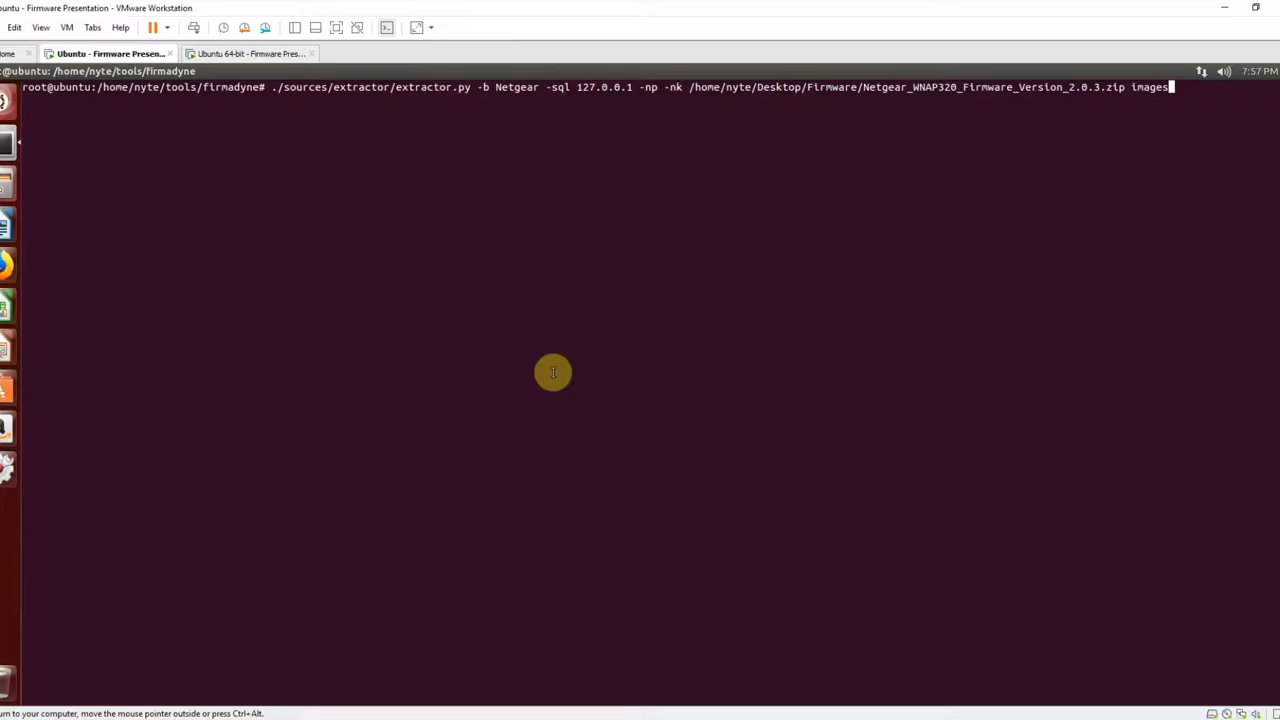 buntu - Firmware Presentation - VMware Workstation
Edit View VM Tabs Help
ome Ubuntu - Firmware Presen... Ubuntu 64-bit - Firmware Pres...
t@ubuntu: /home/nyte/tools/firmadyne 7:57 PM
root@ubuntu:/home/nyte/tools/firmadyne# ./sources/extractor/extractor.py -b Netgear -sql 127.0.0.1 -np -nk /home/nyte/Desktop/Firmware/Netgear_WNAP320_Firmware_Version_2.0.3.zip images
urn to your computer, move the mouse pointer outside or press Ctrl+Alt.